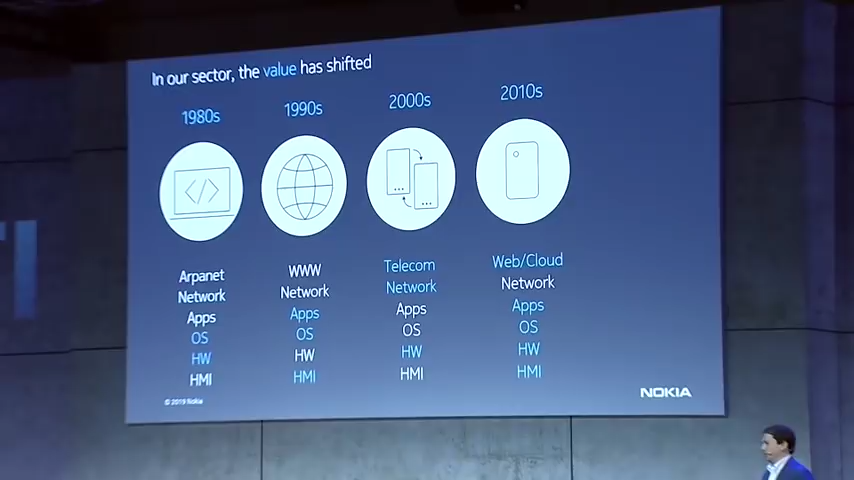 In our sector, the value has shifted
1980s
1990s
2000s
2010s
</>
Arpanet
Network
Apps
OS
HW
HMI
WWW
Network
Apps
OS
HW
HMI
Telecom
Network
Apps
OS
HW
HMI
Web/Cloud
Network
Apps
OS
HW
HMI
© 2019 Nokia
NOKIA